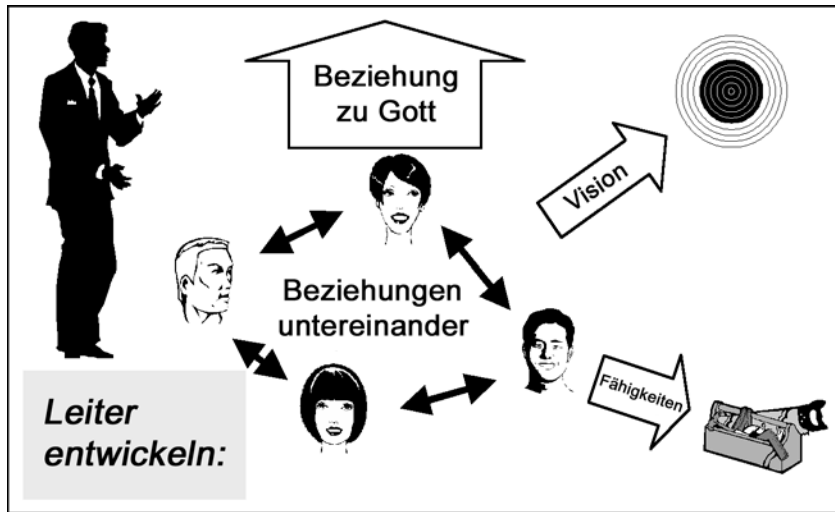 Beziehung
zu Gott
Vision
Beziehungen
untereinander
Fähigkeiten
Leiter
entwickeln: